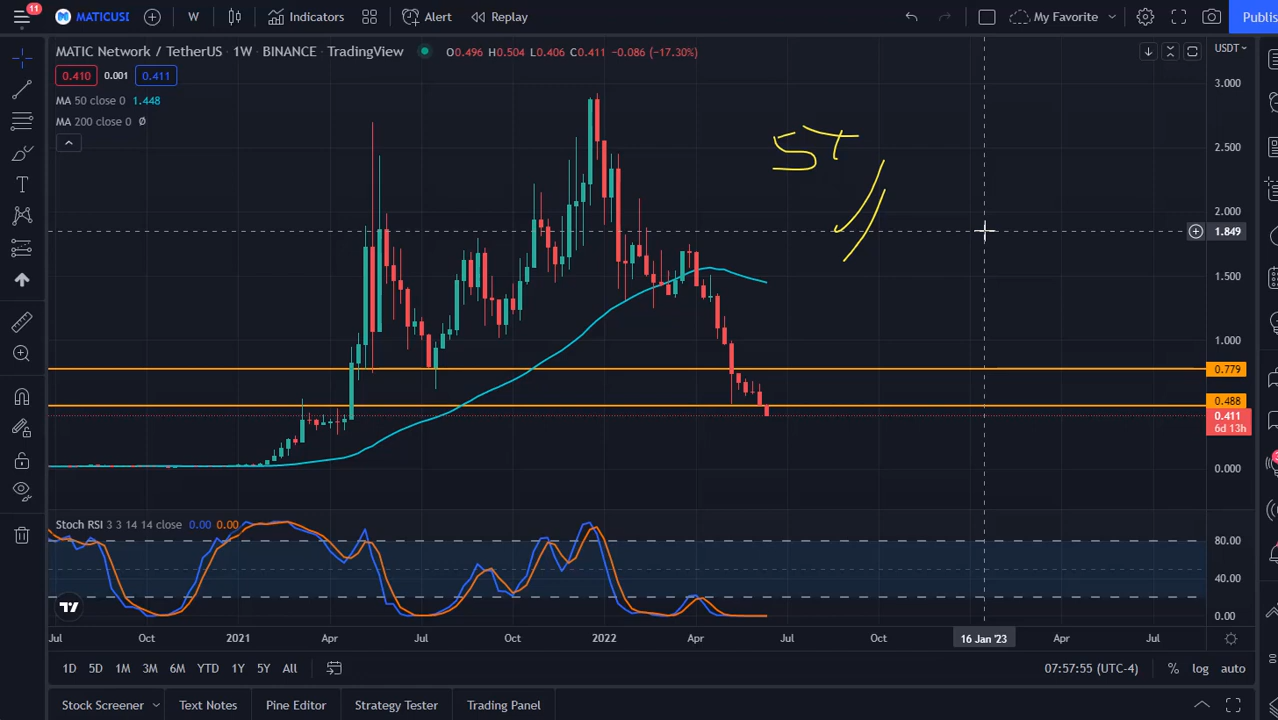 11 MATICUSI W Indicators Alert Replay My Favorite Publis
MATIC Network / TetherUS · 1W · BINANCE · TradingView O0.496 H0.504 L0.406 C0.411 -0.086 (-17.30%) USDT
0.410 0.001 0.411
MA 50 close 0 1.448
MA 200 close 0 Ø
3.000
2.500
ST
2.000
1.849
1.500
1.000
0.779
0.488
0.411
6d 13h
0.000
Stoch RSI 3 3 14 14 close 0.00 0.00
80.00
40.00
0.00
Jul Oct 2021 Apr Jul Oct 2022 Apr Jul Oct 16 Jan '23 Apr Jul
1D 5D 1M 3M 6M YTD 1Y 5Y All 07:57:55 (UTC-4) % log auto
Stock Screener Text Notes Pine Editor Strategy Tester Trading Panel